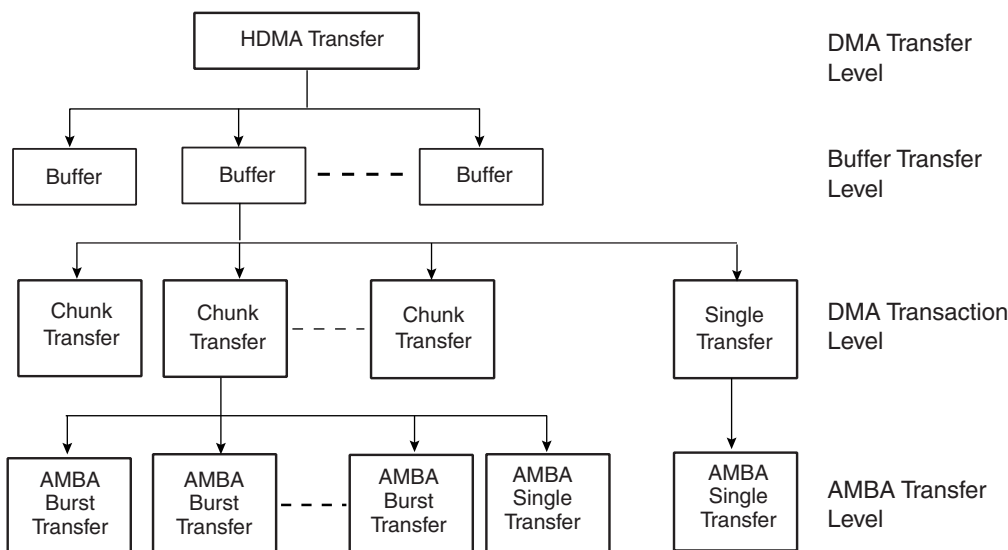 HDMA Transfer
DMA Transfer
Level
Buffer
Buffer
Buffer
Buffer Transfer
Level
Chunk
Transfer
Chunk
Transfer
Chunk
Transfer
Single
Transfer
DMA Transaction
Level
AMBA
Burst
Transfer
AMBA
Burst
Transfer
AMBA
Burst
Transfer
AMBA
Single
Transfer
AMBA
Single
Transfer
AMBA Transfer
Level